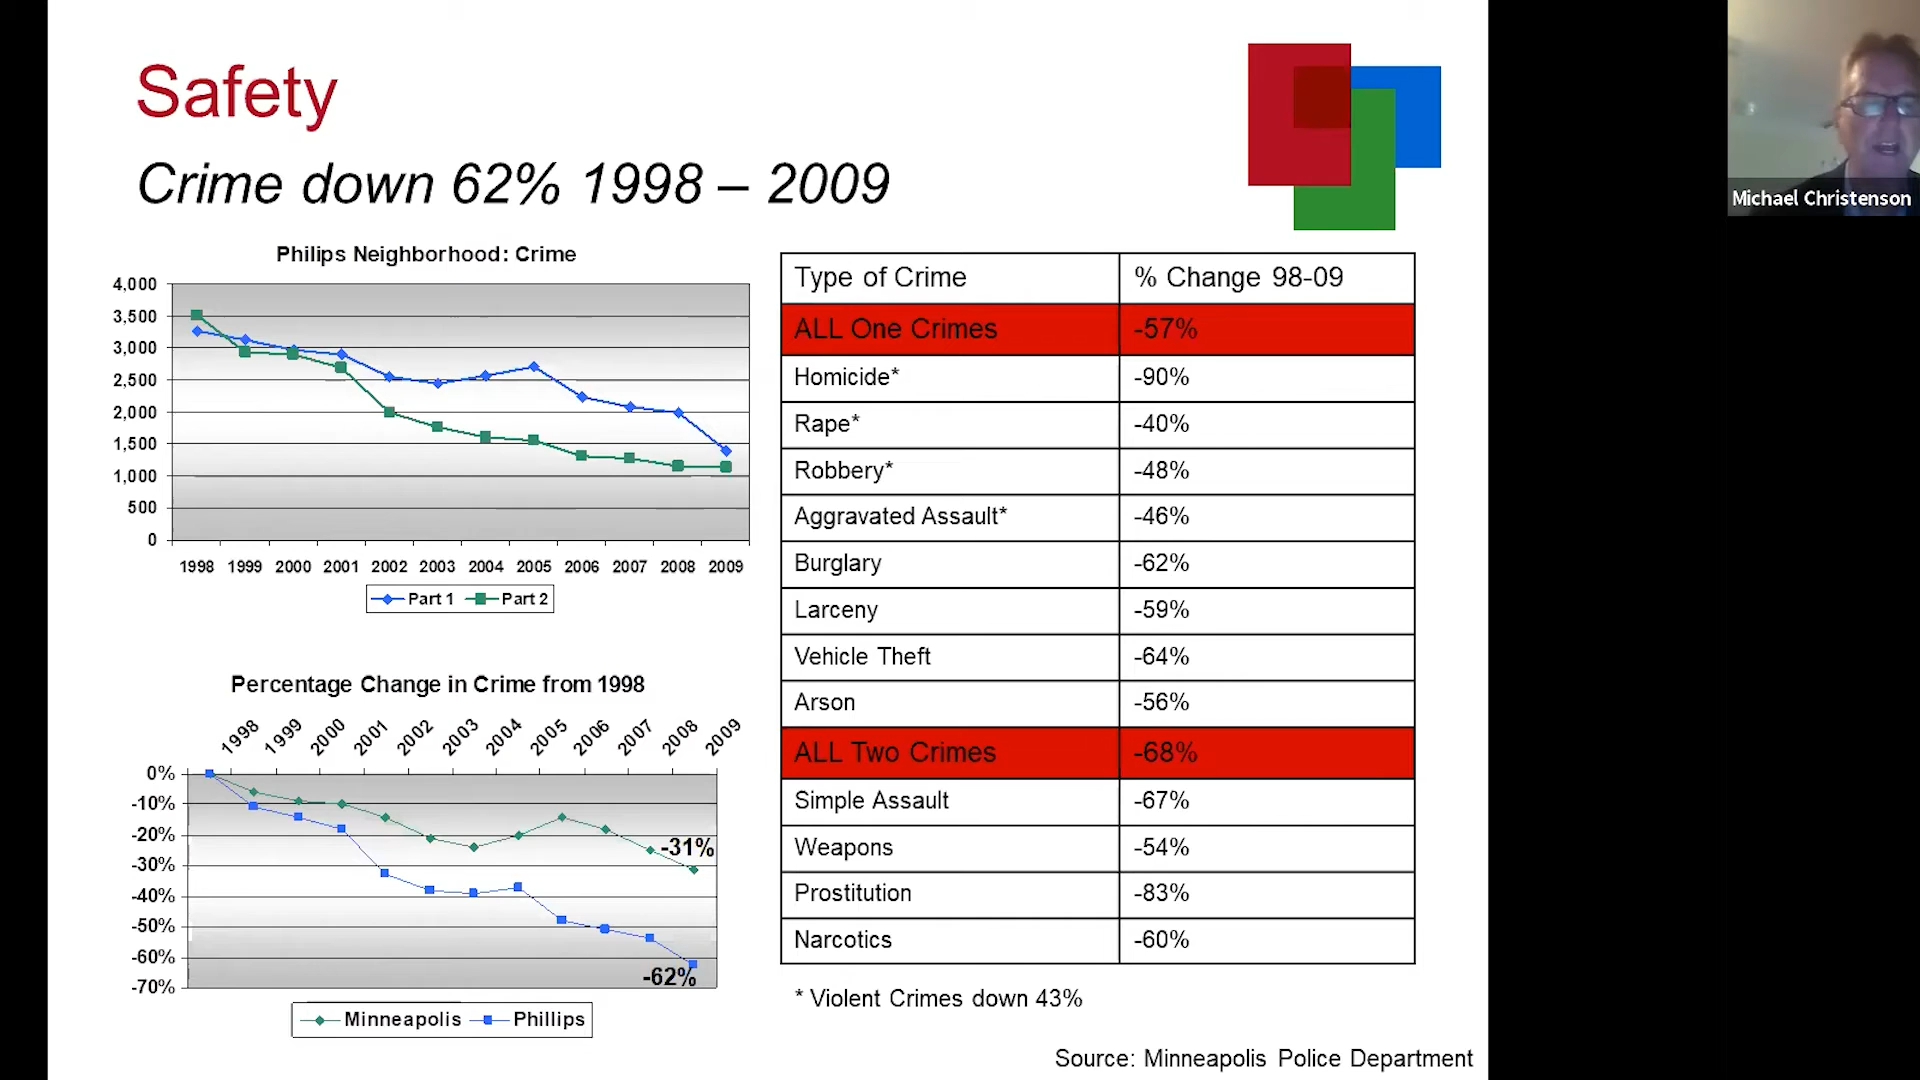 Safety
Crime down 62% 1998 – 2009
Philips Neighborhood: Crime
4,000
3,500
3,000
2,500
2,000
1,500
1,000
500
0
1998 1999 2000 2001 2002 2003 2004 2005 2006 2007 2008 2009
Part 1 Part 2
Percentage Change in Crime from 1998
1998 1999 2000 2001 2002 2003 2004 2005 2006 2007 2008 2009
0%
-10%
-20%
-30%
-40%
-50%
-60%
-70%
-31%
-62%
Minneapolis Phillips
Type of Crime % Change 98-09
ALL One Crimes -57%
Homicide* -90%
Rape* -40%
Robbery* -48%
Aggravated Assault* -46%
Burglary -62%
Larceny -59%
Vehicle Theft -64%
Arson -56%
ALL Two Crimes -68%
Simple Assault -67%
Weapons -54%
Prostitution -83%
Narcotics -60%
* Violent Crimes down 43%
Source: Minneapolis Police Department
Michael Christenson